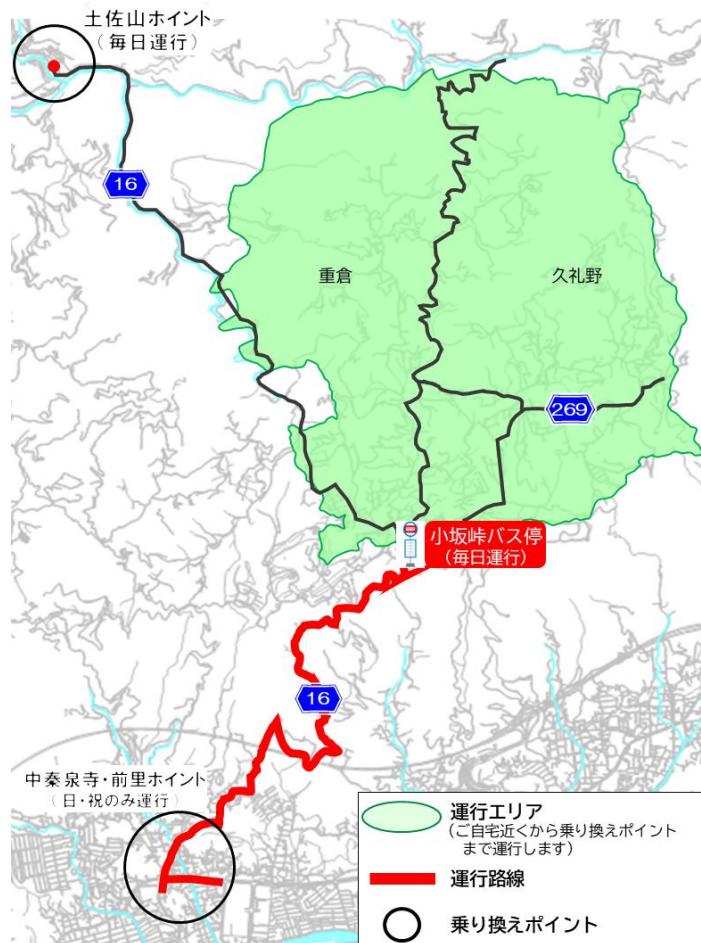 土佐山ポイント
(毎日運行)
16
重倉
久礼野
269
小坂峠バス停
(毎日運行)
16
中秦泉寺・前里ポイント
(日・祝のみ運行)
運行エリア
(ご自宅近くから乗り換えポイント
まで運行します)
運行路線
乗り換えポイント